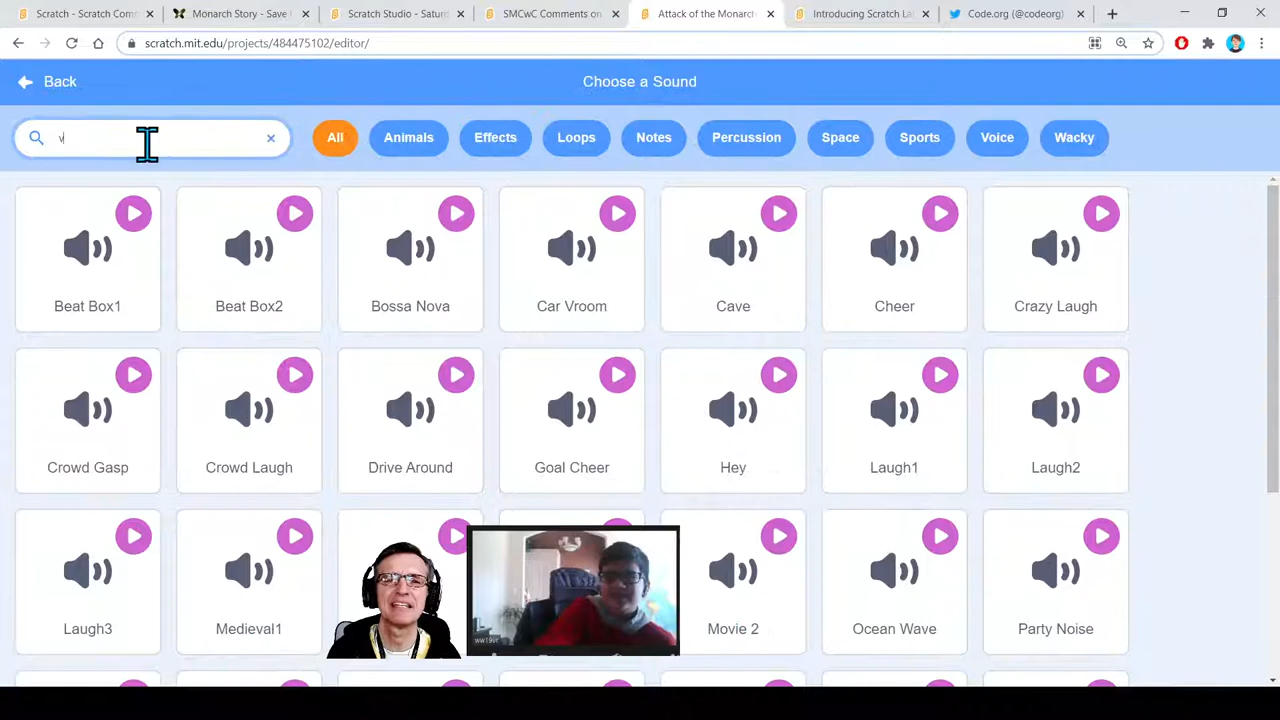 Scratch - Scratch Comm
Monarch Story - Save
Scratch Studio - Saturd
SMCwC Comments on
Attack of the Monarch
Introducing Scratch La
Code.org (@codeorg)
scratch.mit.edu/projects/484475102/editor/
Back
Choose a Sound
v
All
Animals
Effects
Loops
Notes
Percussion
Space
Sports
Voice
Wacky
Beat Box1
Beat Box2
Bossa Nova
Car Vroom
Cave
Cheer
Crazy Laugh
Crowd Gasp
Crowd Laugh
Drive Around
Goal Cheer
Hey
Laugh1
Laugh2
Laugh3
Medieval1
Movie 2
Ocean Wave
Party Noise